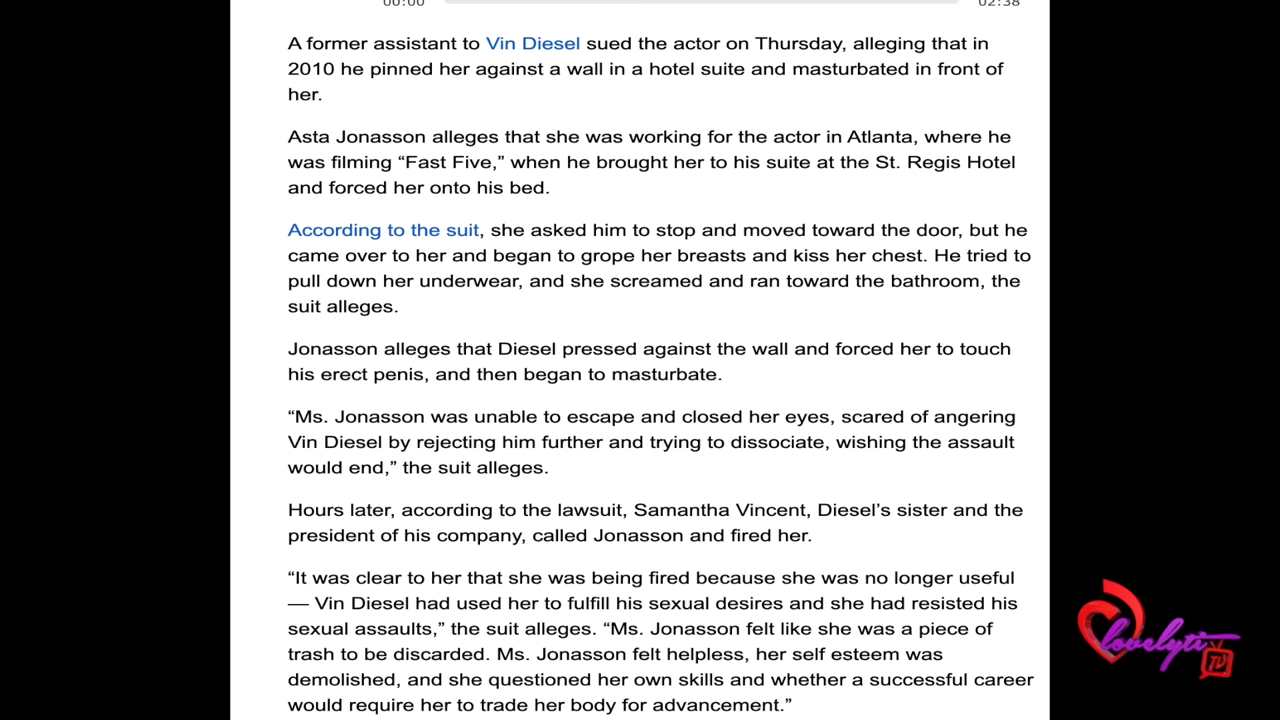 00:00 02:38
A former assistant to Vin Diesel sued the actor on Thursday, alleging that in
2010 he pinned her against a wall in a hotel suite and masturbated in front of
her.
Asta Jonasson alleges that she was working for the actor in Atlanta, where he
was filming “Fast Five,” when he brought her to his suite at the St. Regis Hotel
and forced her onto his bed.
According to the suit, she asked him to stop and moved toward the door, but he
came over to her and began to grope her breasts and kiss her chest. He tried to
pull down her underwear, and she screamed and ran toward the bathroom, the
suit alleges.
Jonasson alleges that Diesel pressed against the wall and forced her to touch
his erect penis, and then began to masturbate.
“Ms. Jonasson was unable to escape and closed her eyes, scared of angering
Vin Diesel by rejecting him further and trying to dissociate, wishing the assault
would end,” the suit alleges.
Hours later, according to the lawsuit, Samantha Vincent, Diesel’s sister and the
president of his company, called Jonasson and fired her.
“It was clear to her that she was being fired because she was no longer useful
— Vin Diesel had used her to fulfill his sexual desires and she had resisted his
sexual assaults,” the suit alleges. “Ms. Jonasson felt like she was a piece of
trash to be discarded. Ms. Jonasson felt helpless, her self esteem was
demolished, and she questioned her own skills and whether a successful career
would require her to trade her body for advancement.”
lovelyti
TV